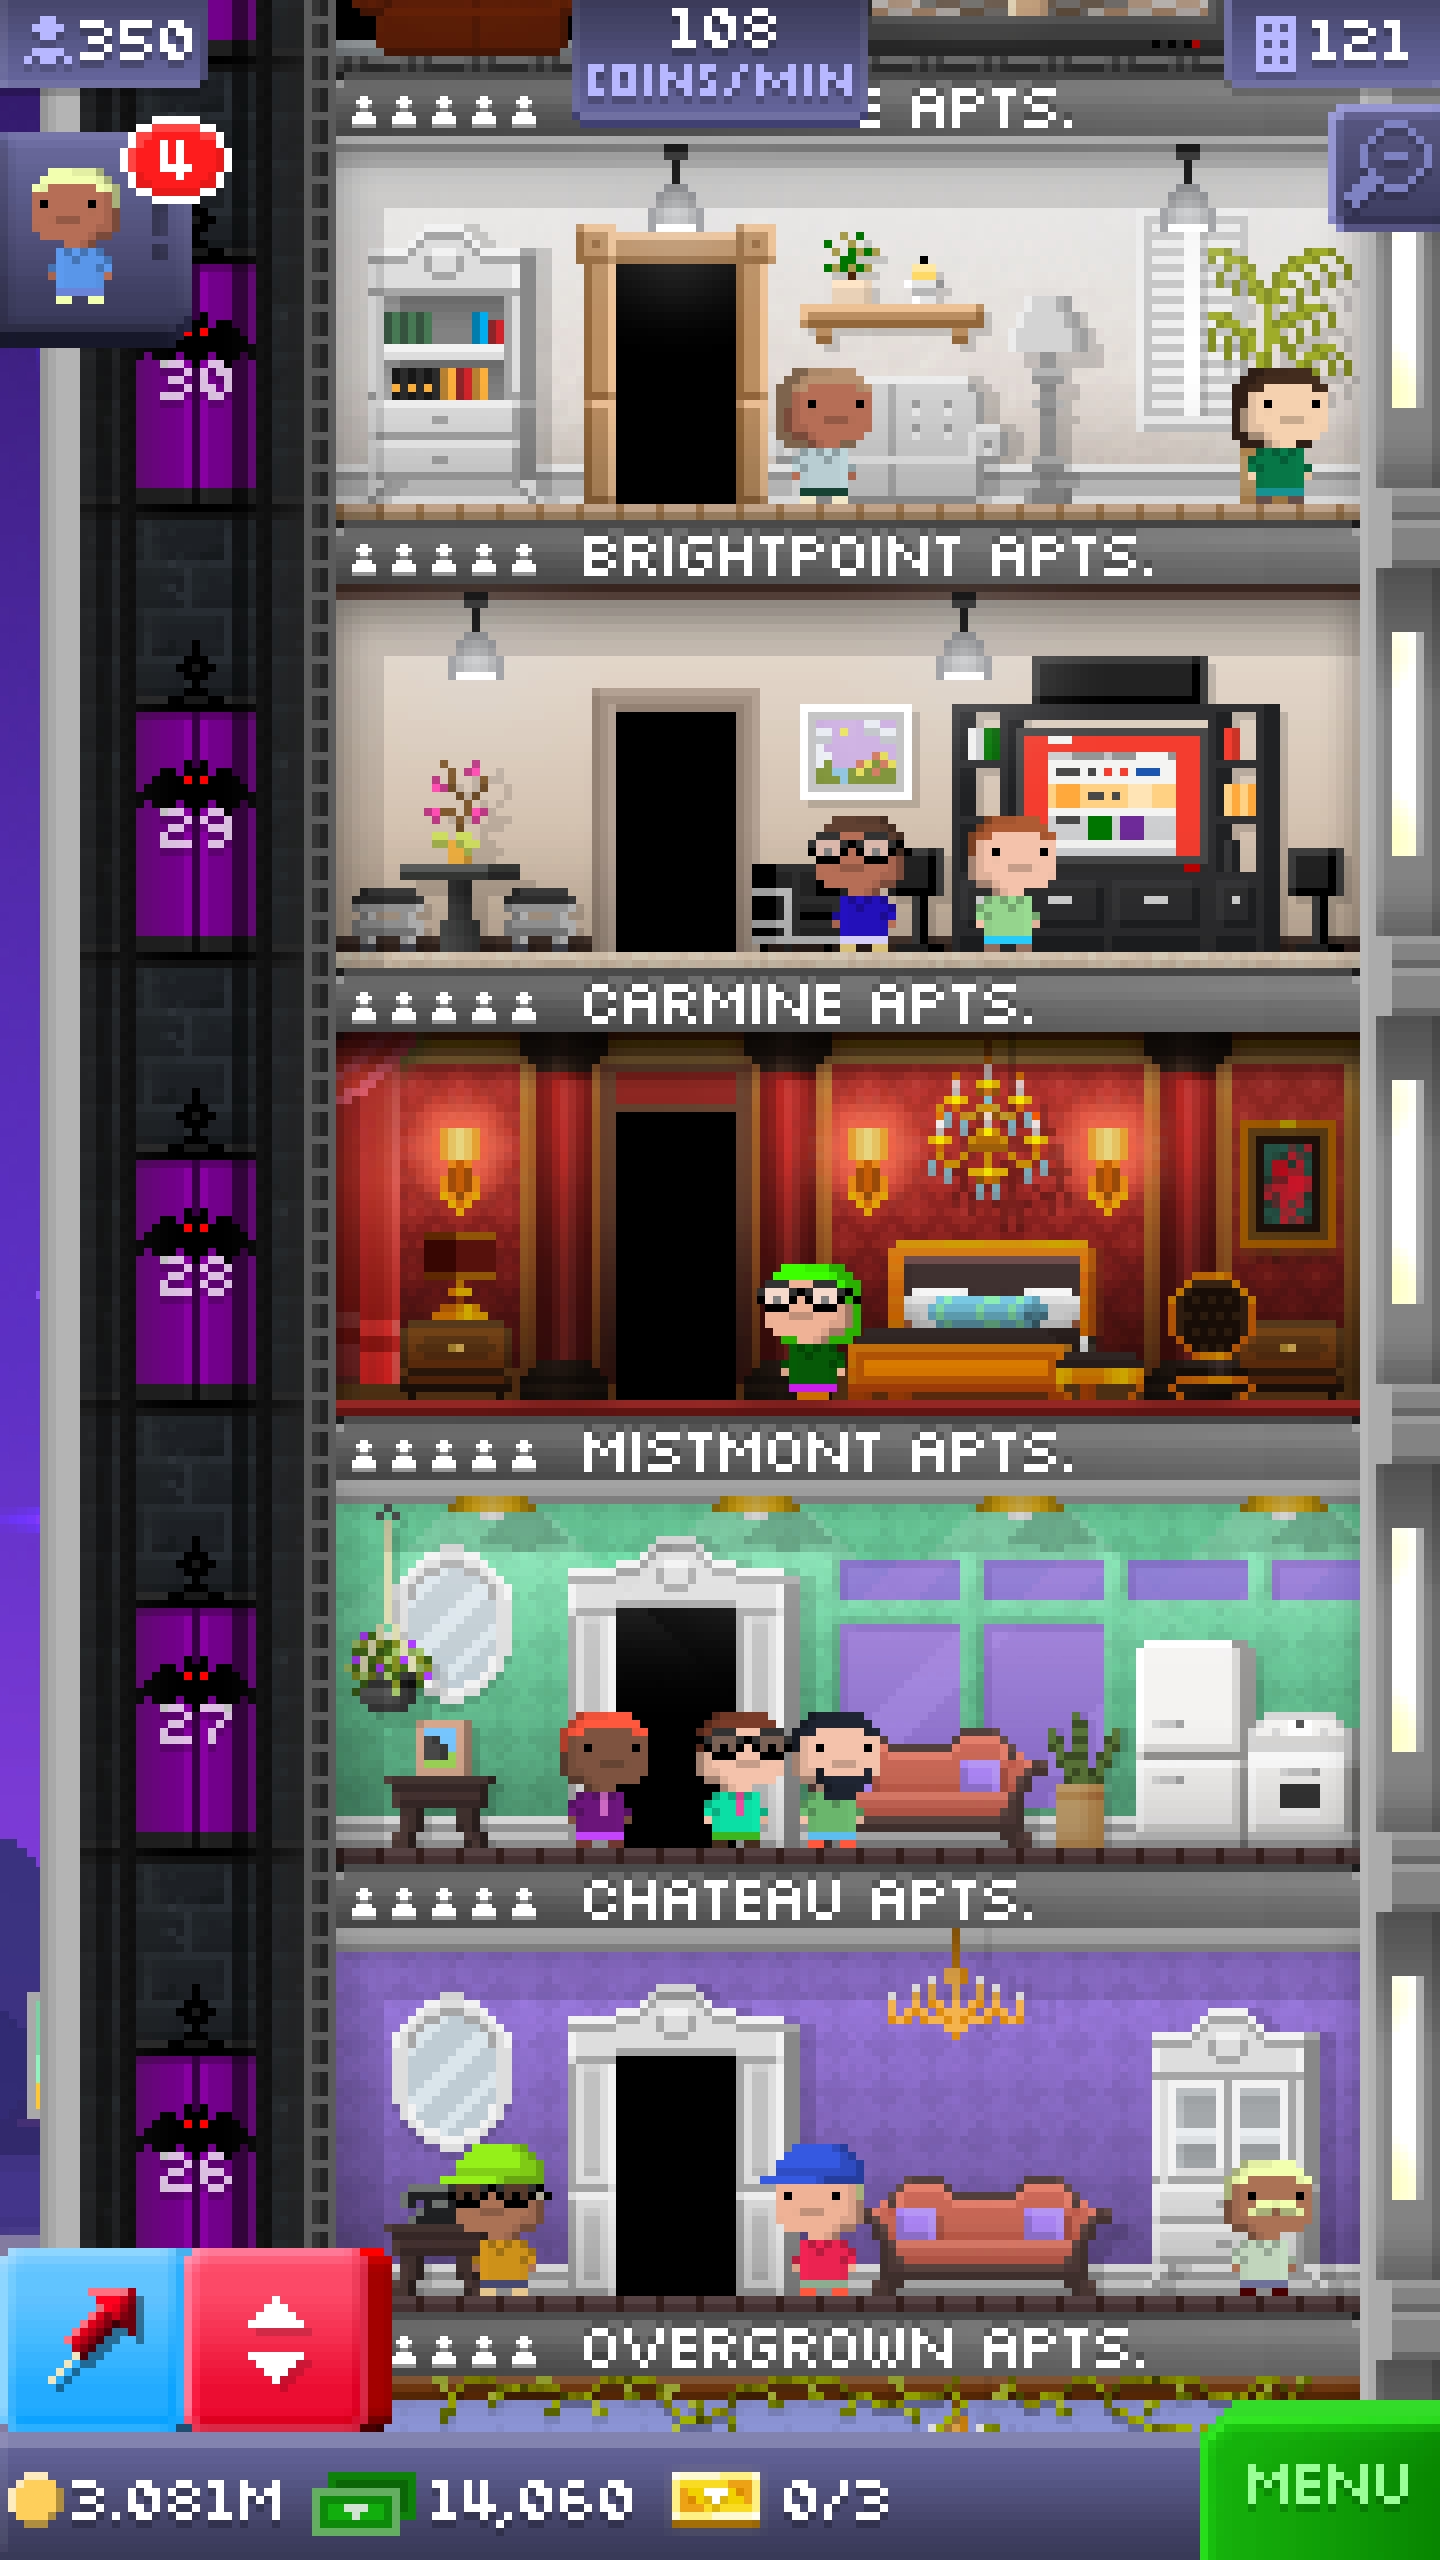 350
108
COINS/MIN
121
E APTS.
4
30
BRIGHTPOINT APTS.
29
CARMINE APTS.
28
MISTMONT APTS.
27
CHATEAU APTS.
26
OVERGROWN APTS.
3.081M
14,060
0/3
MENU